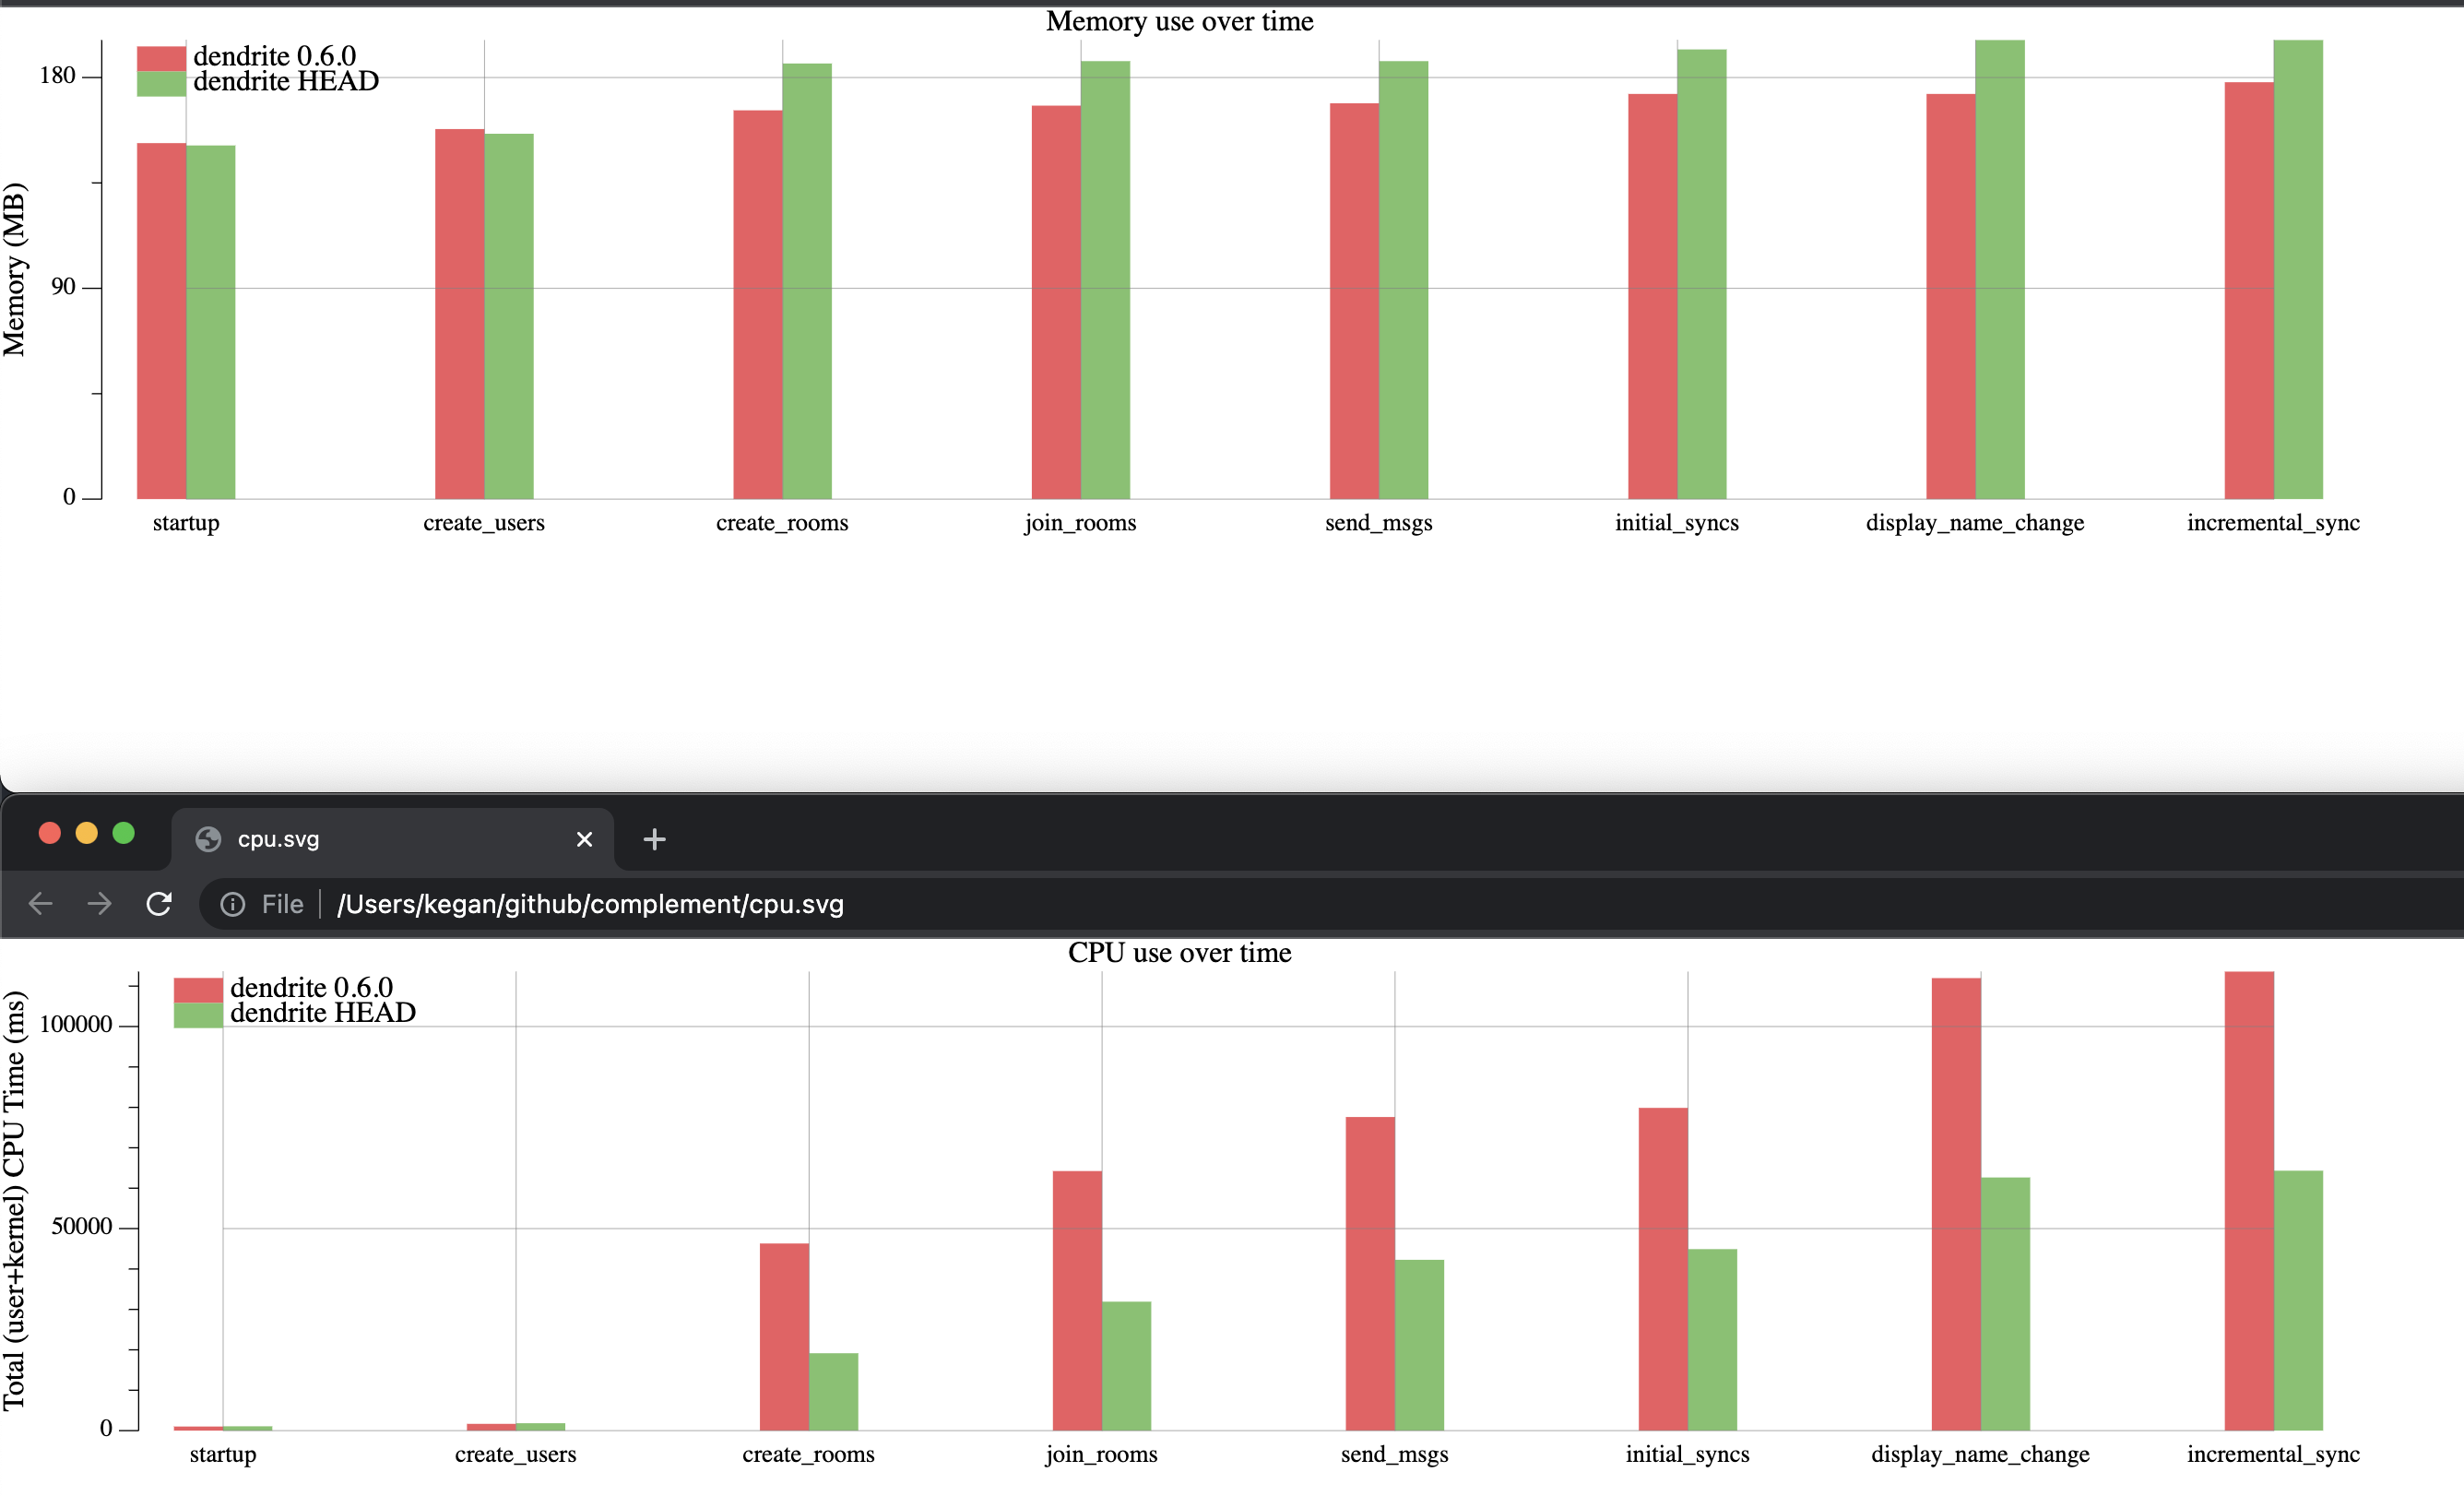 Memory use over time
dendrite 0.6.0
dendrite HEAD
180
90
0
Memory (MB)
startup create_users create_rooms join_rooms send_msgs initial_syncs display_name_change incremental_sync
cpu.svg
File /Users/kegan/github/complement/cpu.svg
CPU use over time
dendrite 0.6.0
dendrite HEAD
100000
50000
0
Total (user+kernel) CPU Time (ms)
startup create_users create_rooms join_rooms send_msgs initial_syncs display_name_change incremental_sync